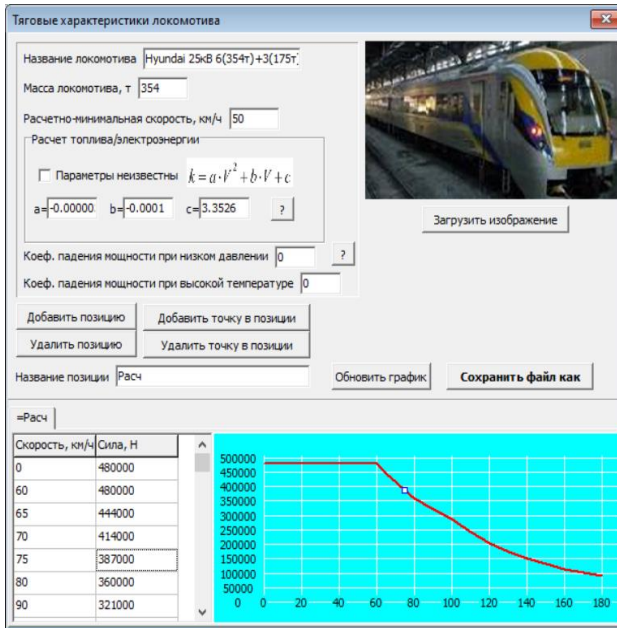 Тяговые характеристики локомотива
Название локомотива Hyundai 25кВ 6(354т)+3(175т)
Масса локомотива, т 354
Расчетно-минимальная скорость, км/ч 50
Расчет топлива/электроэнергии
Параметры неизвестны k=a·V²+b·V+c
a= -0.00000 b= -0.0001 c= 3.3526 ?
Коеф. падения мощности при низком давлении 0 ?
Коеф. падения мощности при высокой температуре 0
Загрузить изображение
Добавить позицию Добавить точку в позиции
Удалить позицию Удалить точку в позиции
Название позиции Расч Обновить график Сохранить файл как
=Расч
Скорость, км/ч Сила, Н
0 480000
60 480000
65 444000
70 414000
75 387000
80 360000
90 321000
500000
450000
400000
350000
300000
250000
200000
150000
100000
50000
0 0 20 40 60 80 100 120 140 160 180